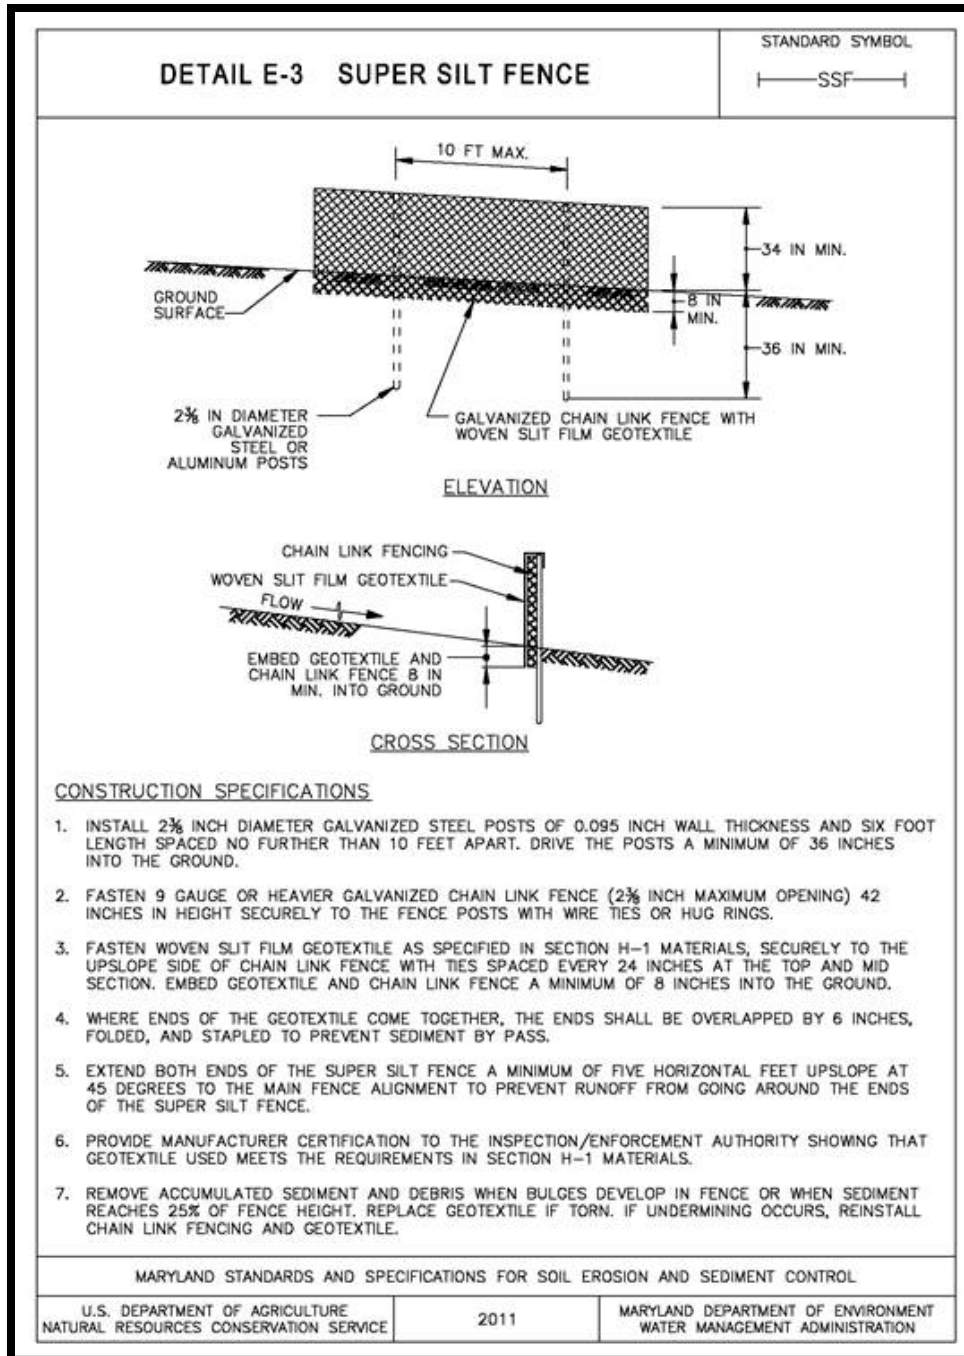 DETAIL E-3 SUPER SILT FENCE
STANDARD SYMBOL
SSF
10 FT MAX.
34 IN MIN.
GROUND
SURFACE
8 IN
MIN.
36 IN MIN.
2⅜ IN DIAMETER
GALVANIZED
STEEL OR
ALUMINUM POSTS
GALVANIZED CHAIN LINK FENCE WITH
WOVEN SLIT FILM GEOTEXTILE
ELEVATION
CHAIN LINK FENCING
WOVEN SLIT FILM GEOTEXTILE
FLOW
EMBED GEOTEXTILE AND
CHAIN LINK FENCE 8 IN
MIN. INTO GROUND
CROSS SECTION
CONSTRUCTION SPECIFICATIONS
1. INSTALL 2⅜ INCH DIAMETER GALVANIZED STEEL POSTS OF 0.095 INCH WALL THICKNESS AND SIX FOOT
LENGTH SPACED NO FURTHER THAN 10 FEET APART. DRIVE THE POSTS A MINIMUM OF 36 INCHES
INTO THE GROUND.
2. FASTEN 9 GAUGE OR HEAVIER GALVANIZED CHAIN LINK FENCE (2⅜ INCH MAXIMUM OPENING) 42
INCHES IN HEIGHT SECURELY TO THE FENCE POSTS WITH WIRE TIES OR HUG RINGS.
3. FASTEN WOVEN SLIT FILM GEOTEXTILE AS SPECIFIED IN SECTION H-1 MATERIALS, SECURELY TO THE
UPSLOPE SIDE OF CHAIN LINK FENCE WITH TIES SPACED EVERY 24 INCHES AT THE TOP AND MID
SECTION. EMBED GEOTEXTILE AND CHAIN LINK FENCE A MINIMUM OF 8 INCHES INTO THE GROUND.
4. WHERE ENDS OF THE GEOTEXTILE COME TOGETHER, THE ENDS SHALL BE OVERLAPPED BY 6 INCHES,
FOLDED, AND STAPLED TO PREVENT SEDIMENT BY PASS.
5. EXTEND BOTH ENDS OF THE SUPER SILT FENCE A MINIMUM OF FIVE HORIZONTAL FEET UPSLOPE AT
45 DEGREES TO THE MAIN FENCE ALIGNMENT TO PREVENT RUNOFF FROM GOING AROUND THE ENDS
OF THE SUPER SILT FENCE.
6. PROVIDE MANUFACTURER CERTIFICATION TO THE INSPECTION/ENFORCEMENT AUTHORITY SHOWING THAT
GEOTEXTILE USED MEETS THE REQUIREMENTS IN SECTION H-1 MATERIALS.
7. REMOVE ACCUMULATED SEDIMENT AND DEBRIS WHEN BULGES DEVELOP IN FENCE OR WHEN SEDIMENT
REACHES 25% OF FENCE HEIGHT. REPLACE GEOTEXTILE IF TORN. IF UNDERMINING OCCURS, REINSTALL
CHAIN LINK FENCING AND GEOTEXTILE.
MARYLAND STANDARDS AND SPECIFICATIONS FOR SOIL EROSION AND SEDIMENT CONTROL
U.S. DEPARTMENT OF AGRICULTURE
NATURAL RESOURCES CONSERVATION SERVICE
2011
MARYLAND DEPARTMENT OF ENVIRONMENT
WATER MANAGEMENT ADMINISTRATION